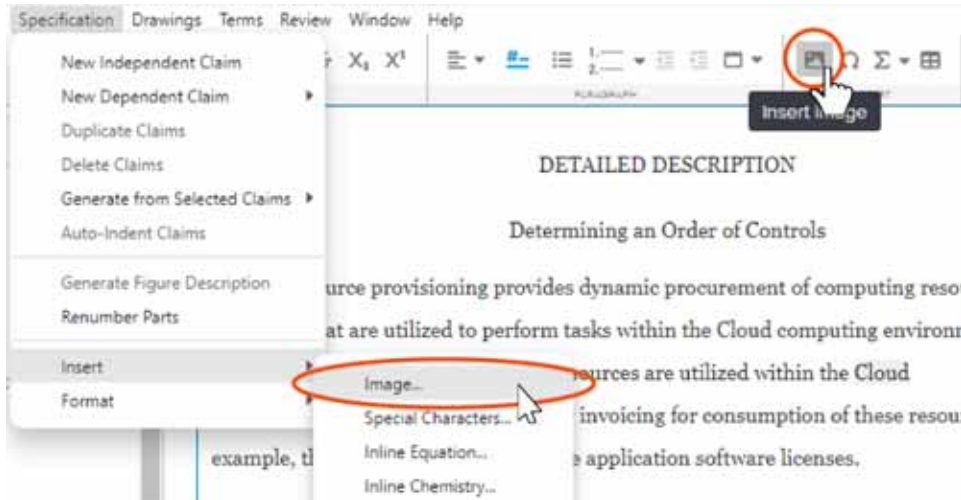 Specification Drawings Terms Review Window Help
New Independent Claim
New Dependent Claim
Duplicate Claims
Delete Claims
Generate from Selected Claims
Auto-Indent Claims
Generate Figure Description
Renumber Parts
Insert
Format
Image...
Special Characters...
Inline Equation...
Inline Chemistry...
X₂ X²
PARAGRAPH
Insert Image
DETAILED DESCRIPTION
Determining an Order of Controls
urce provisioning provides dynamic procurement of computing reso
at are utilized to perform tasks within the Cloud computing environ
ources are utilized within the Cloud
invoicing for consumption of these resou
example, th
e application software licenses.